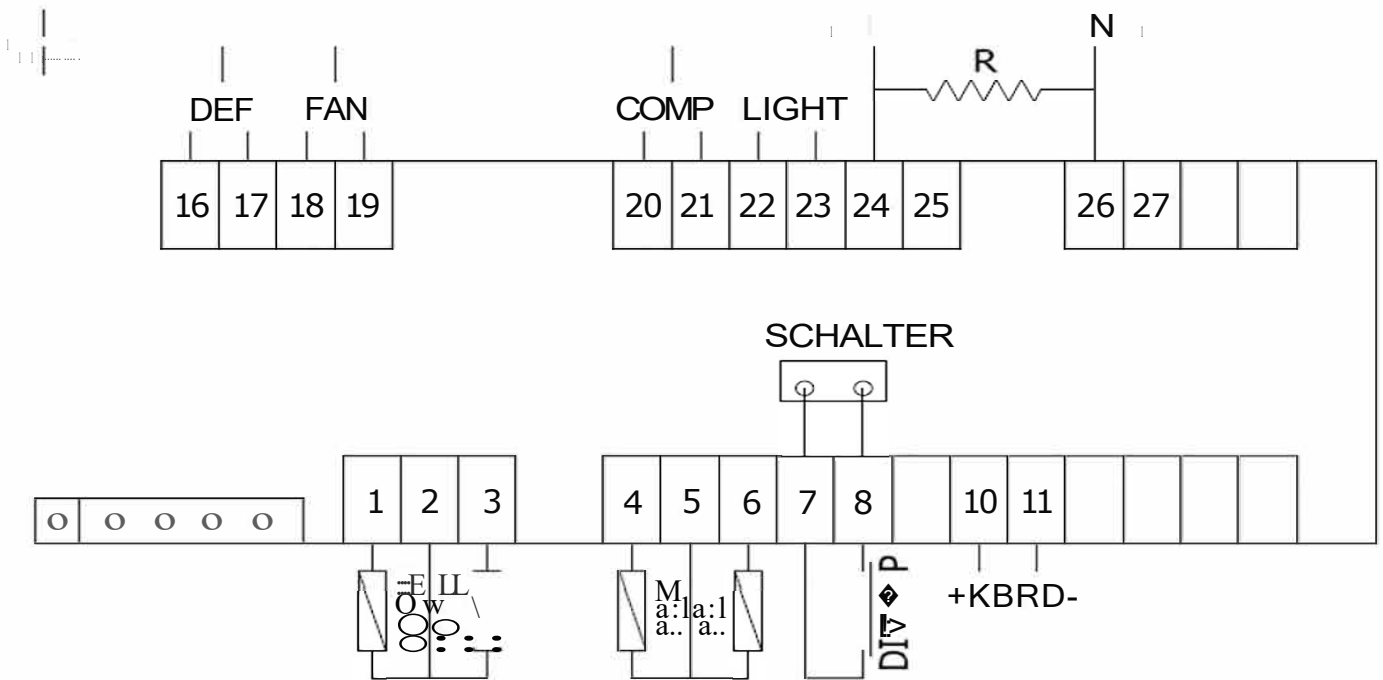 N
R
DEF FAN COMP LIGHT
16 17 18 19 20 21 22 23 24 25 26 27
SCHALTER
1 2 3 4 5 6 7 8 10 11
+KBRD-